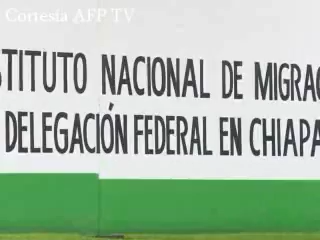 Cortesía AFP TV
STITUTO NACIONAL DE MIGRAC
DELEGACIÓN FEDERAL EN CHIAPA